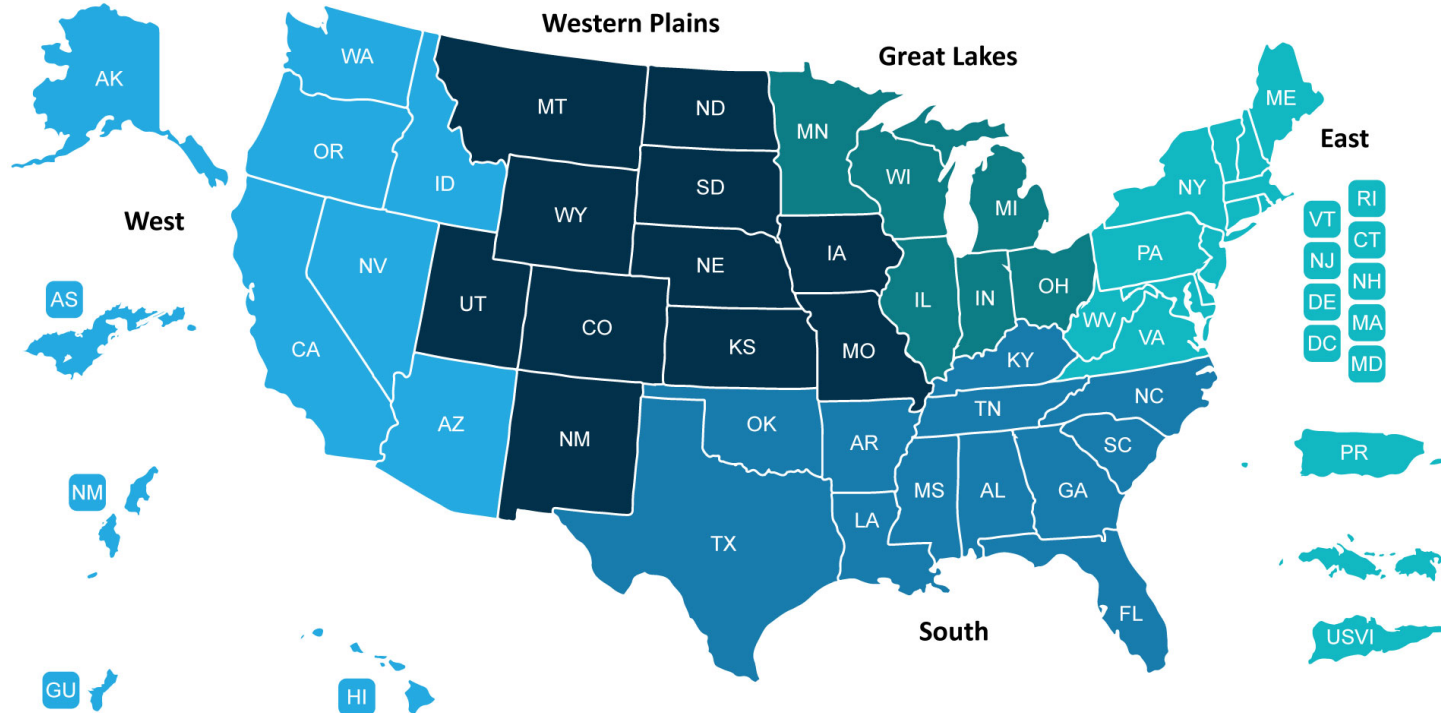 Western Plains
Great Lakes
East
West
South
AK
WA
OR
ID
MT
ND
MN
WI
MI
ME
NY
VT
RI
CT
NJ
NH
DE
MA
DC
MD
WY
SD
NE
IA
IL
IN
OH
PA
WV
VA
NV
UT
CO
KS
MO
KY
CA
AS
AZ
NM
OK
AR
TN
NC
SC
MS
AL
GA
LA
TX
FL
NM
GU
HI
PR
USVI